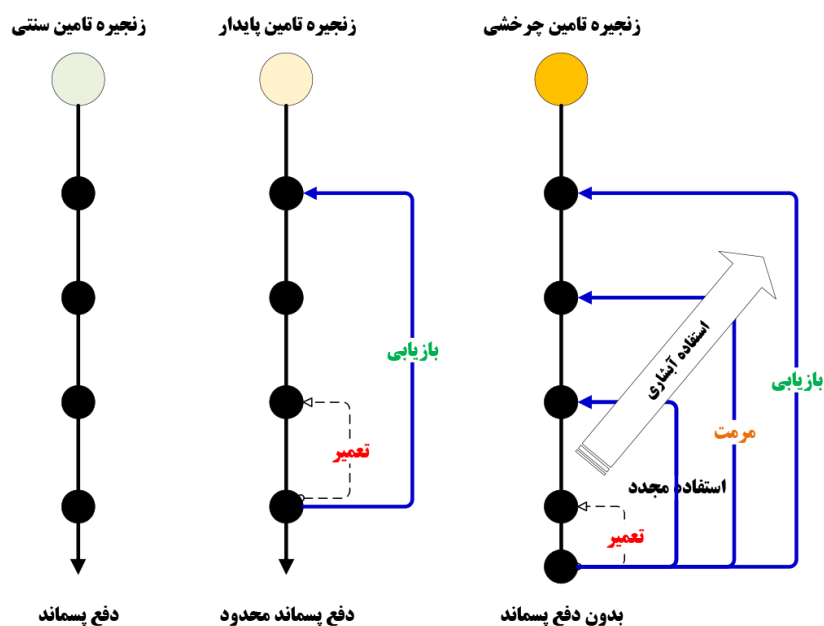 زنجیره تامین چرخشی
زنجیره تامین پایدار
زنجیره تامین سنتی
استفاده آبشاری
بازیابی
بازیابی
مرمت
تعمیر
استفاده مجدد
تعمیر
بدون دفع پسماند
دفع پسماند محدود
دفع پسماند